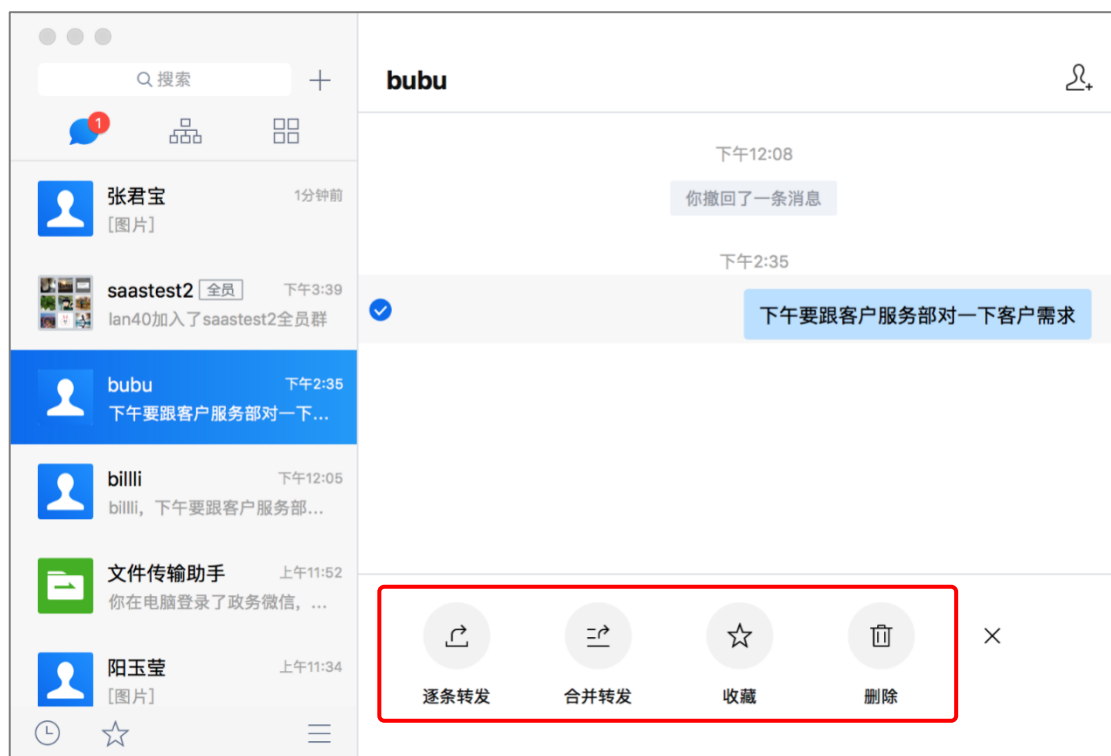 搜索
1
张君宝 1分钟前
[图片]
saastest2 全员 下午3:39
lan40加入了saastest2全员群
bubu 下午2:35
下午要跟客户服务部对一下...
billli 下午12:05
billli，下午要跟客户服务部...
文件传输助手 上午11:52
你在电脑登录了政务微信，...
阳玉莹 上午11:34
[图片]
bubu
下午12:08
你撤回了一条消息
下午2:35
下午要跟客户服务部对一下客户需求
逐条转发 合并转发 收藏 删除